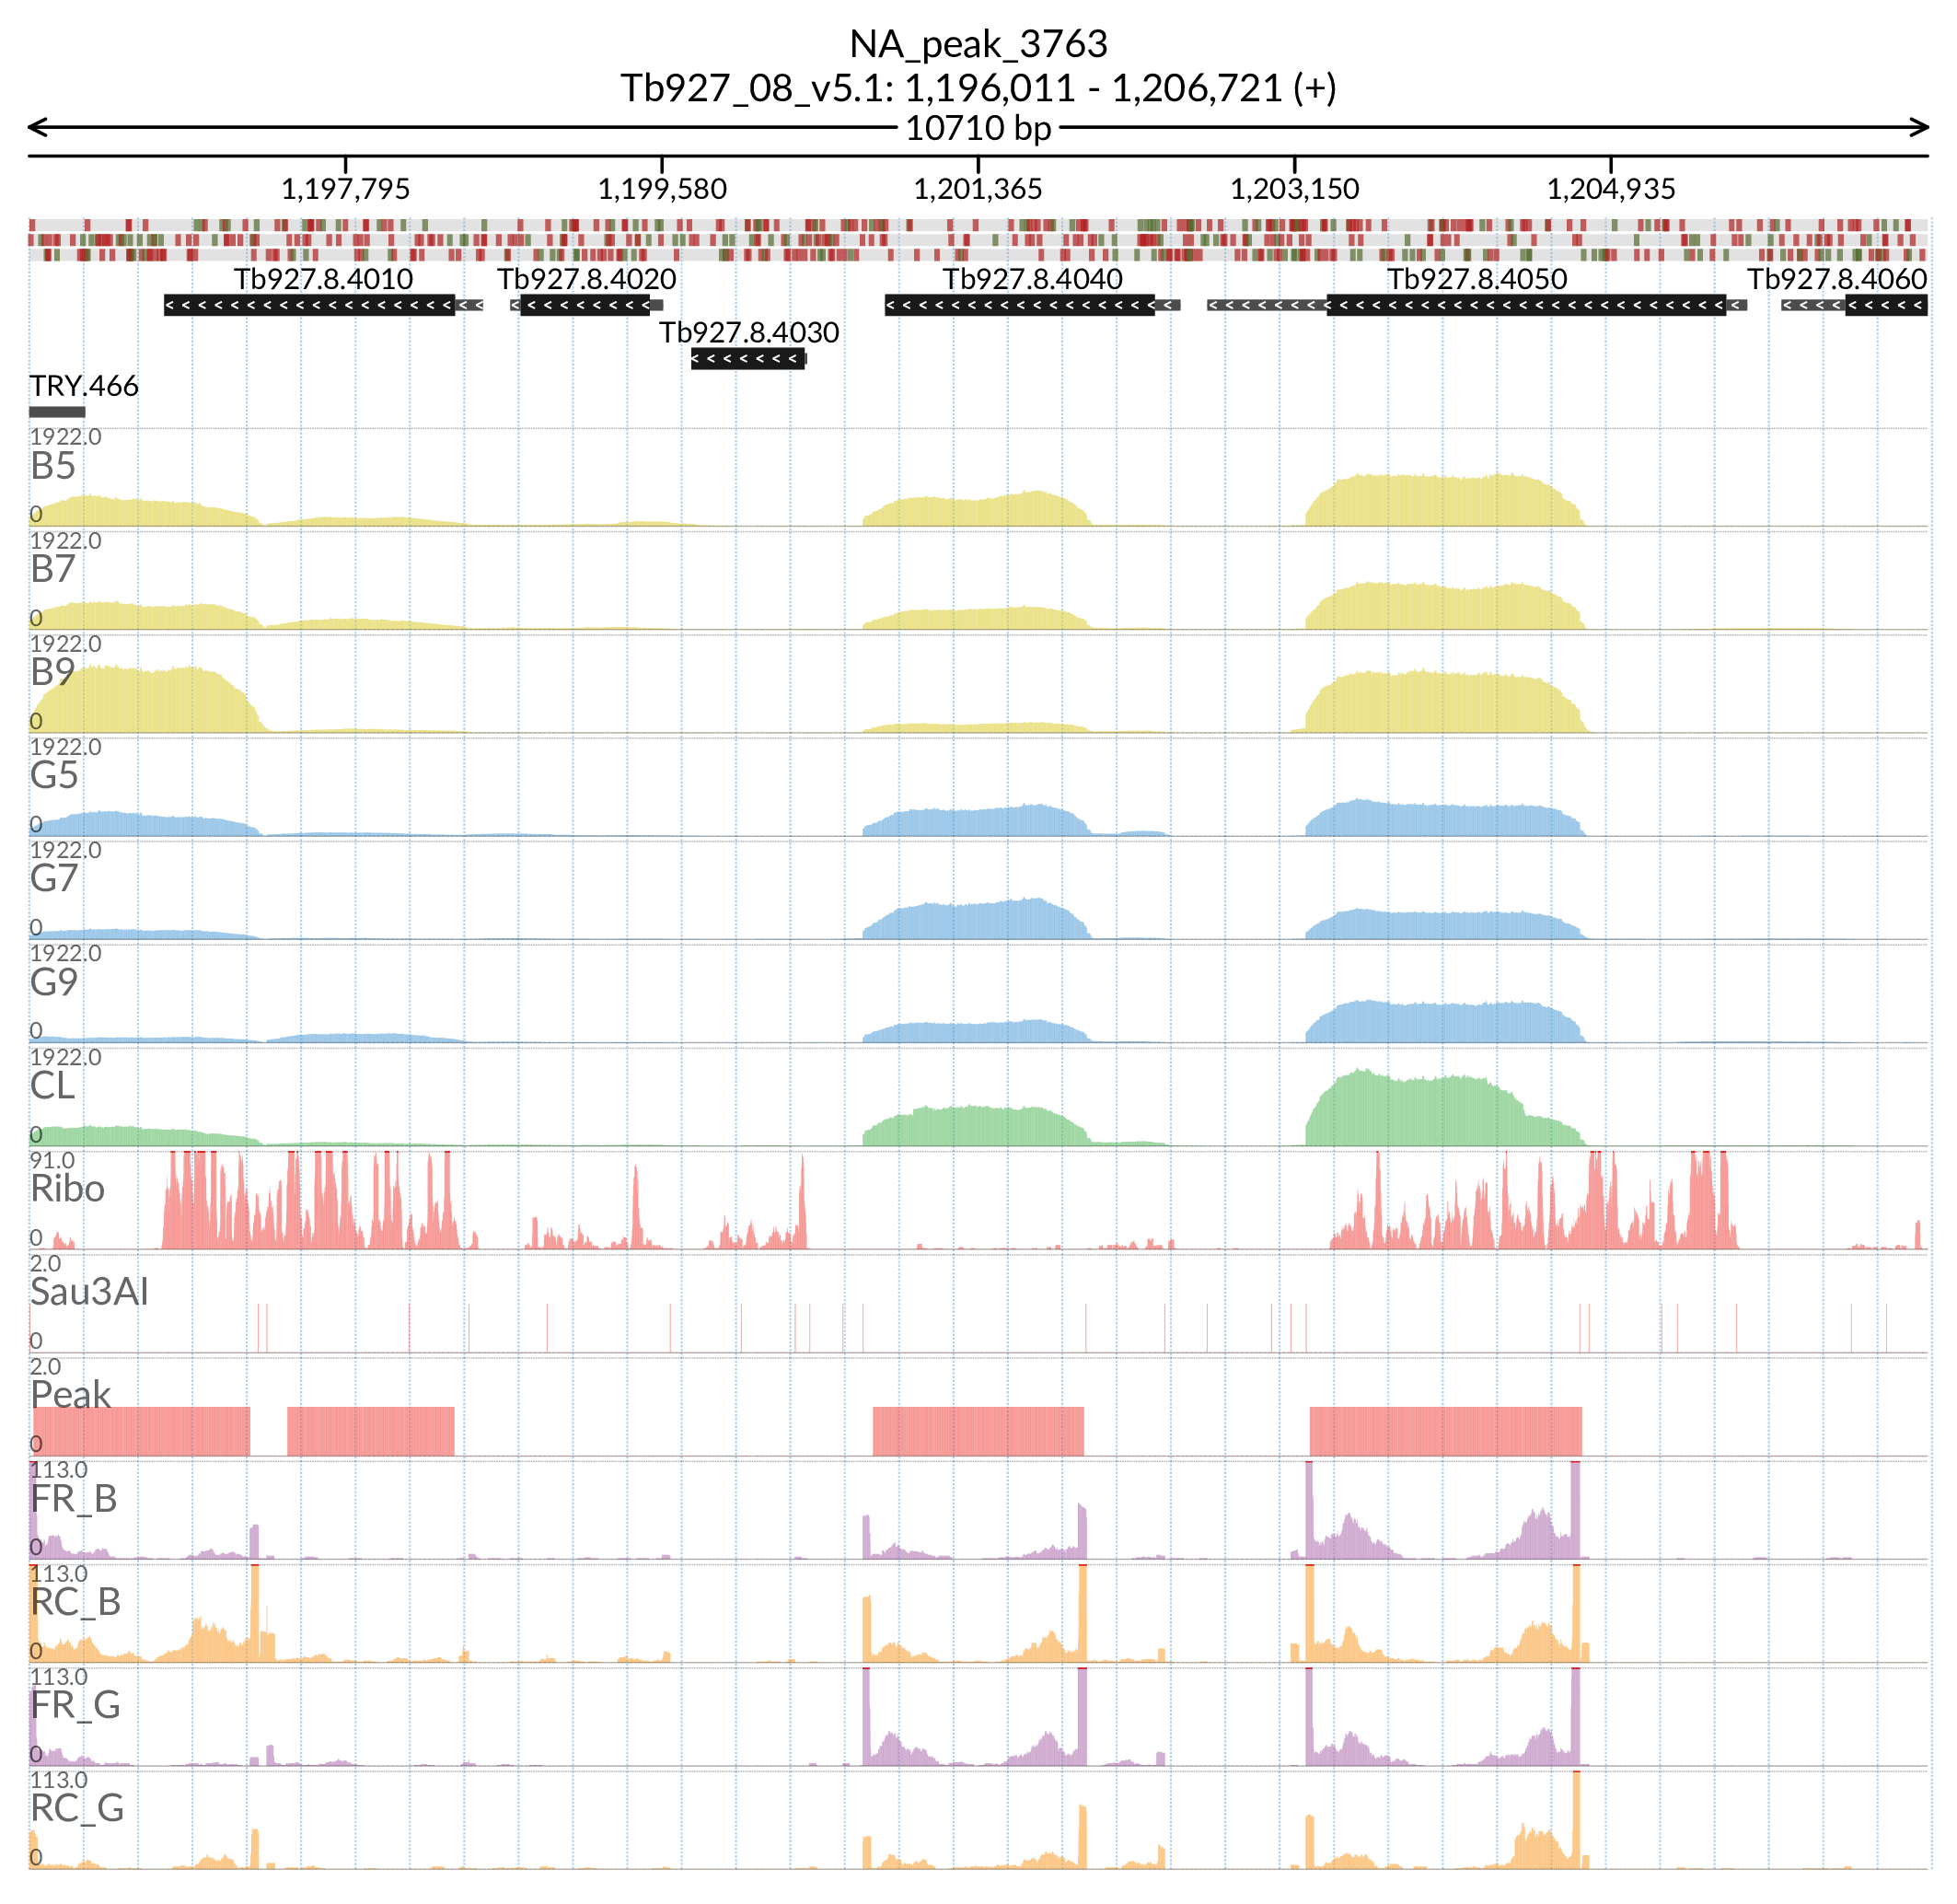 NA_peak_3763
Tb927_08_v5.1: 1,196,011 - 1,206,721 (+)
10710 bp
1,197,795 1,199,580 1,201,365 1,203,150 1,204,935
Tb927.8.4010 Tb927.8.4020 Tb927.8.4040 Tb927.8.4050 Tb927.8.4060
Tb927.8.4030
TRY.466
1922.0
B5
0
1922.0
B7
0
1922.0
B9
0
1922.0
G5
0
1922.0
G7
0
1922.0
G9
0
1922.0
CL
0
91.0
Ribo
0
2.0
Sau3AI
0
2.0
Peak
0
113.0
FR_B
0
113.0
RC_B
0
113.0
FR_G
0
113.0
RC_G
0